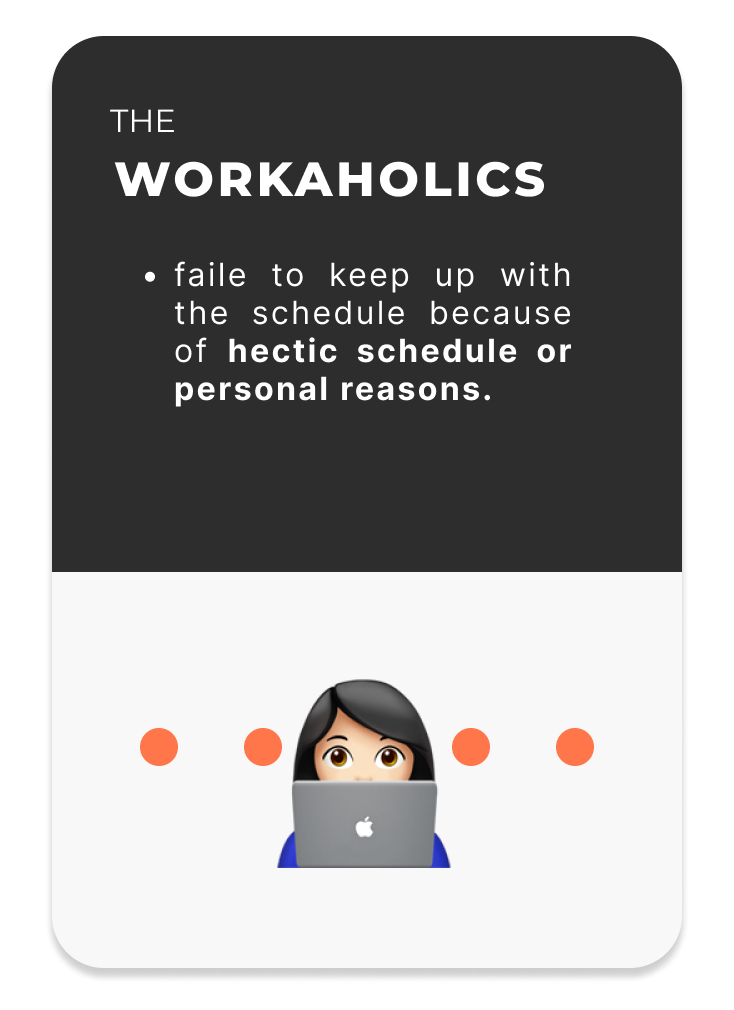 THE
WORKAHOLICS
• faile to keep up with
the schedule because
of hectic schedule or
personal reasons.